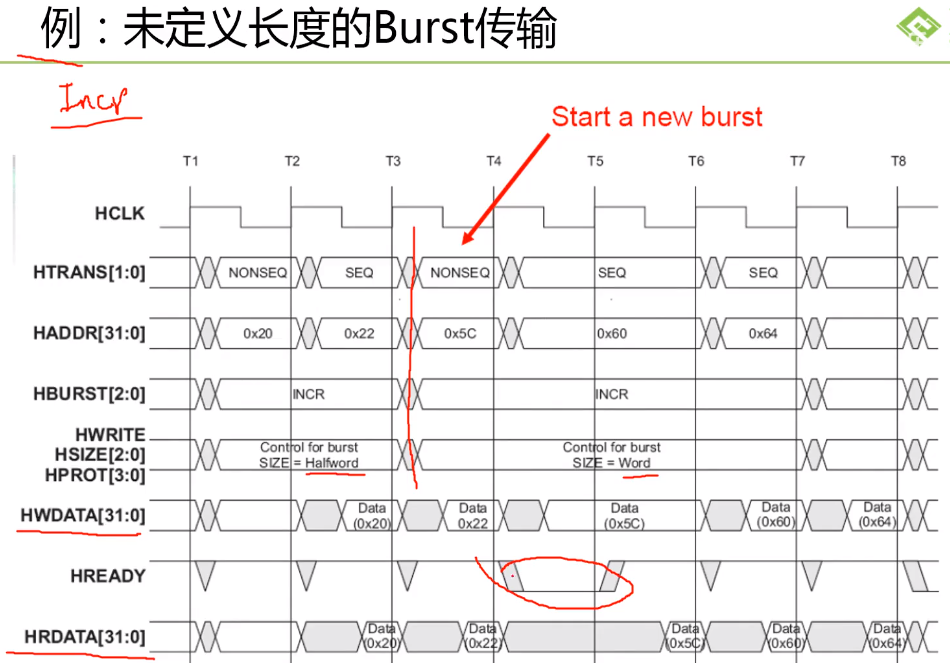 例：未定义长度的Burst传输
Incr
Start a new burst
T1 T2 T3 T4 T5 T6 T7 T8
HCLK
HTRANS[1:0] NONSEQ SEQ NONSEQ SEQ SEQ
HADDR[31:0] 0x20 0x22 0x5C 0x60 0x64
HBURST[2:0] INCR INCR
HWRITE
HSIZE[2:0] Control for burst Control for burst
SIZE = Halfword SIZE = Word
HPROT[3:0]
HWDATA[31:0] Data (0x20) Data 0x22 Data (0x5C) Data (0x60) Data (0x64)
HREADY
HRDATA[31:0] Data (0x20) Data (0x22) Data (0x5C) Data (0x60) Data (0x64)